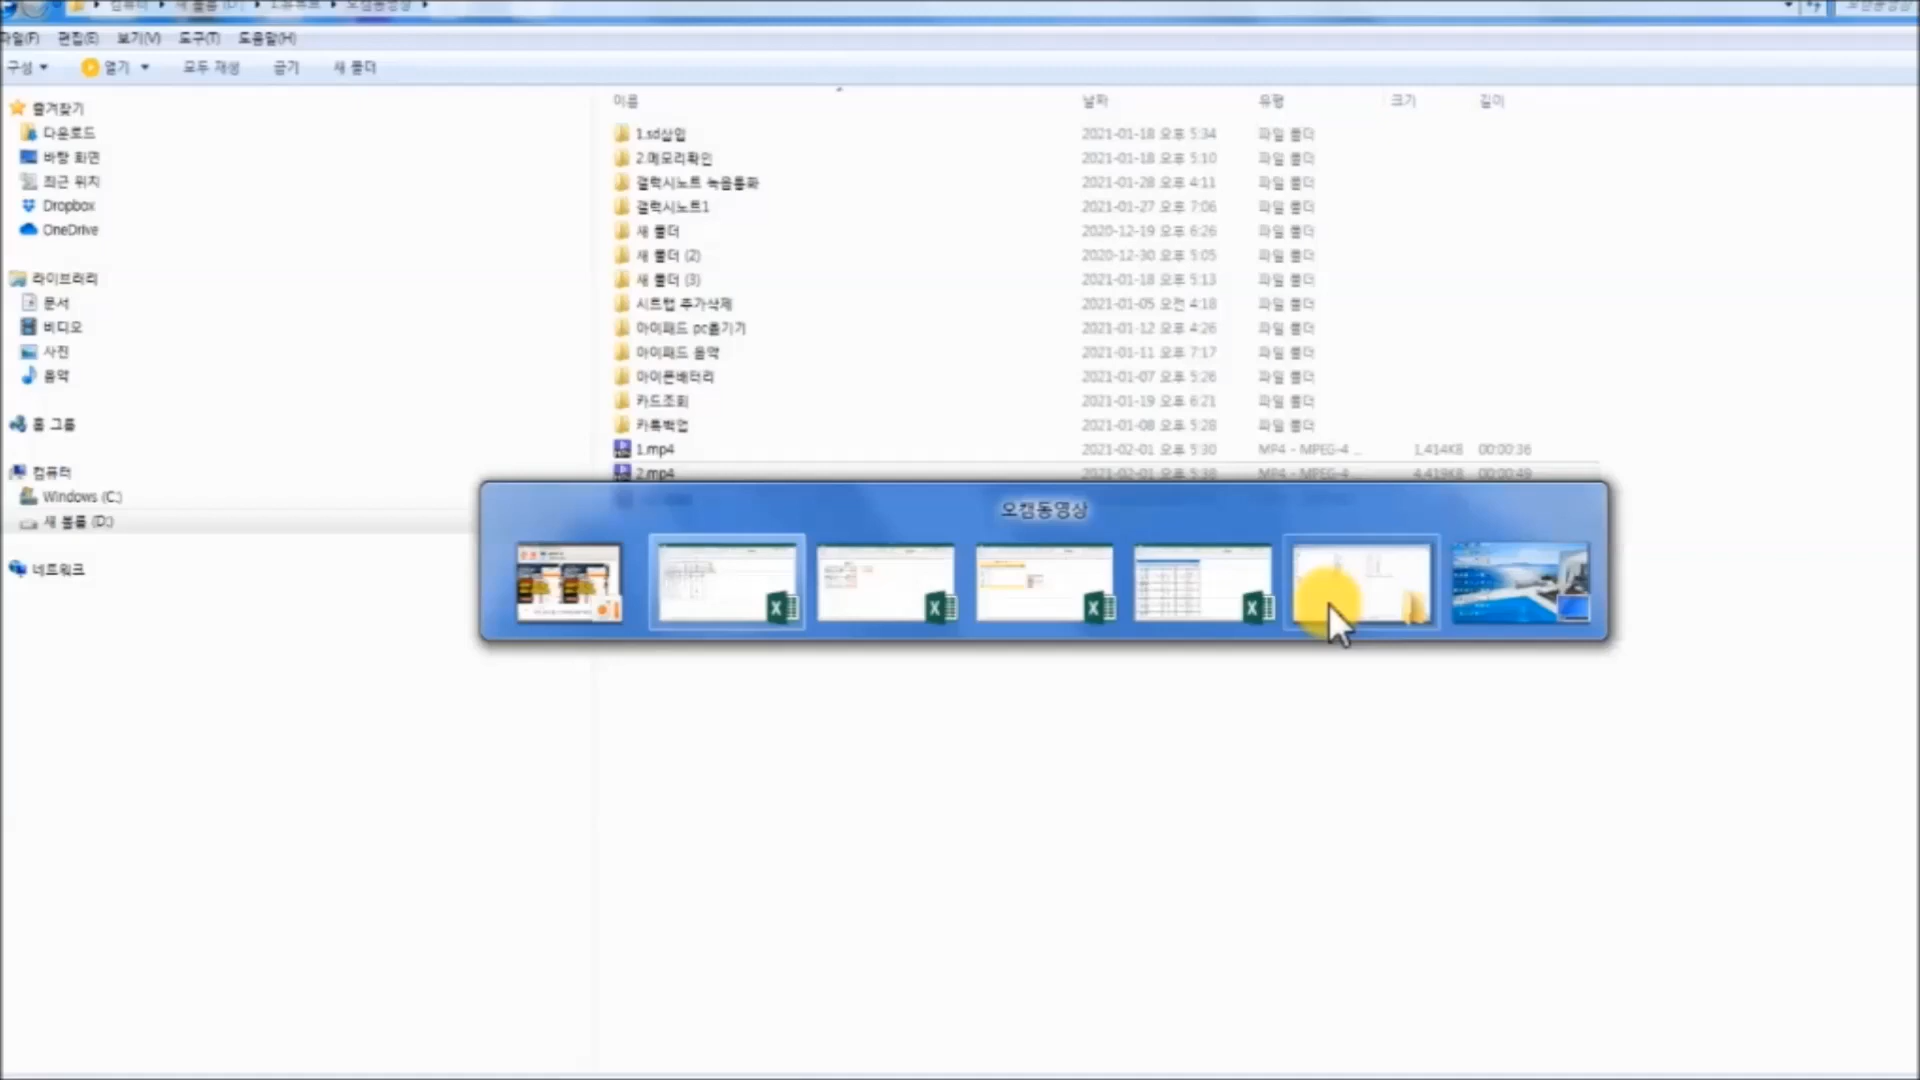 파일(F) 편집(E) 보기(V) 도구(T) 도움말(H)
구성 열기 모두 재생 굽기 새 폴더
즐겨찾기
다운로드
바탕 화면
최근 위치
Dropbox
OneDrive
라이브러리
문서
비디오
사진
음악
홈 그룹
컴퓨터
Windows (C:)
새 볼륨 (D:)
네트워크
이름 날짜 유형 크기 길이
1.sd삽입 2021-01-18 오후 5:34 파일 폴더
2.메모리확인 2021-01-18 오후 5:10 파일 폴더
갤럭시노트 녹음통화 2021-01-28 오후 4:11 파일 폴더
갤럭시노트1 2021-01-27 오후 7:06 파일 폴더
새 폴더 2020-12-19 오후 6:26 파일 폴더
새 폴더 (2) 2020-12-30 오후 5:05 파일 폴더
새 폴더 (3) 2021-01-18 오후 5:13 파일 폴더
시트탭 추가삭제 2021-01-05 오전 4:18 파일 폴더
아이패드 pc옮기기 2021-01-12 오후 4:26 파일 폴더
아이패드 음악 2021-01-11 오후 7:17 파일 폴더
아이폰배터리 2021-01-07 오후 5:26 파일 폴더
카드조회 2021-01-19 오후 6:21 파일 폴더
카톡백업 2021-01-08 오후 5:28 파일 폴더
1.mp4 2021-02-01 오후 5:30 MP4 - MPEG-4 ... 1,414KB 00:00:36
2.mp4 2021-02-01 오후 5:38 MP4 - MPEG-4 ... 4,419KB 00:00:49
오캠동영상